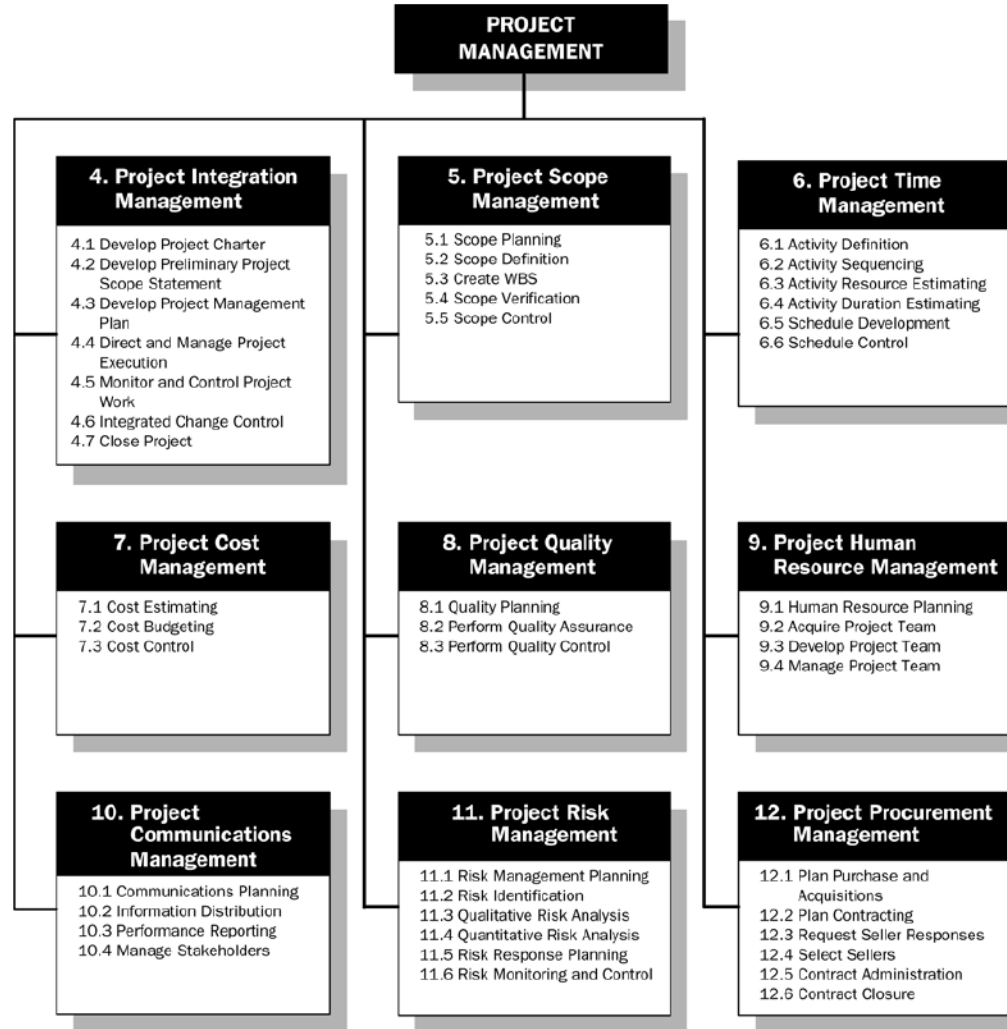 PROJECT
MANAGEMENT
4. Project Integration
Management
4.1 Develop Project Charter
4.2 Develop Preliminary Project
Scope Statement
4.3 Develop Project Management
Plan
4.4 Direct and Manage Project
Execution
4.5 Monitor and Control Project
Work
4.6 Integrated Change Control
4.7 Close Project
5. Project Scope
Management
5.1 Scope Planning
5.2 Scope Definition
5.3 Create WBS
5.4 Scope Verification
5.5 Scope Control
6. Project Time
Management
6.1 Activity Definition
6.2 Activity Sequencing
6.3 Activity Resource Estimating
6.4 Activity Duration Estimating
6.5 Schedule Development
6.6 Schedule Control
7. Project Cost
Management
7.1 Cost Estimating
7.2 Cost Budgeting
7.3 Cost Control
8. Project Quality
Management
8.1 Quality Planning
8.2 Perform Quality Assurance
8.3 Perform Quality Control
9. Project Human
Resource Management
9.1 Human Resource Planning
9.2 Acquire Project Team
9.3 Develop Project Team
9.4 Manage Project Team
10. Project
Communications
Management
10.1 Communications Planning
10.2 Information Distribution
10.3 Performance Reporting
10.4 Manage Stakeholders
11. Project Risk
Management
11.1 Risk Management Planning
11.2 Risk Identification
11.3 Qualitative Risk Analysis
11.4 Quantitative Risk Analysis
11.5 Risk Response Planning
11.6 Risk Monitoring and Control
12. Project Procurement
Management
12.1 Plan Purchase and
Acquisitions
12.2 Plan Contracting
12.3 Request Seller Responses
12.4 Select Sellers
12.5 Contract Administration
12.6 Contract Closure